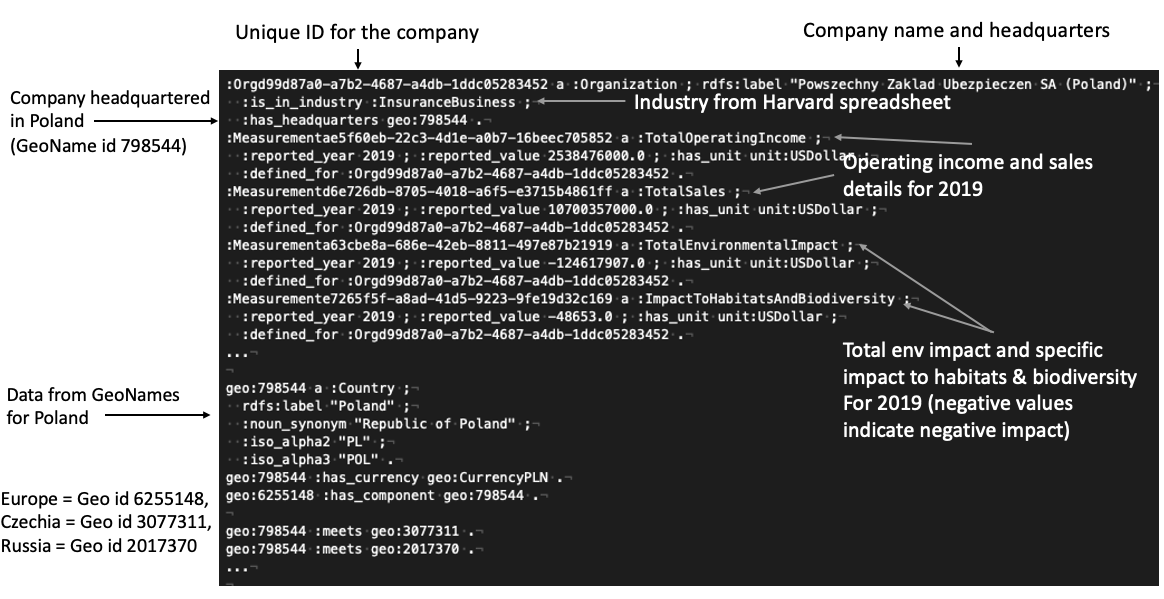 Unique ID for the company
Company name and headquarters
Company headquartered
in Poland
(GeoName id 798544)
:Orgd99d87a0-a7b2-4687-a4db-1ddc05283452 a :Organization ; rdfs:label "Powszechny Zaklad Ubezpieczen SA (Poland)" ;
:is_in_industry :InsuranceBusiness ;
Industry from Harvard spreadsheet
:has_headquarters geo:798544 .
:Measurementae5f60eb-22c3-4d1e-a0b7-16beec705852 a :TotalOperatingIncome ;
:reported_year 2019 ; :reported_value 2538476000.0 ; :has_unit unit:USDollar ;
:defined_for :Orgd99d87a0-a7b2-4687-a4db-1ddc05283452 .
:Measurementd6e726db-8705-4018-a6f5-e3715b4861ff a :TotalSales ;
:reported_year 2019 ; :reported_value 10700357000.0 ; :has_unit unit:USDollar ;
:defined_for :Orgd99d87a0-a7b2-4687-a4db-1ddc05283452 .
Operating income and sales
details for 2019
:Measurementa63cbe8a-686e-42eb-8811-497e87b21919 a :TotalEnvironmentalImpact ;
:reported_year 2019 ; :reported_value -124617907.0 ; :has_unit unit:USDollar ;
:defined_for :Orgd99d87a0-a7b2-4687-a4db-1ddc05283452 .
:Measuremente7265f5f-a8ad-41d5-9223-9fe19d32c169 a :ImpactToHabitatsAndBiodiversity ;
:reported_year 2019 ; :reported_value -48653.0 ; :has_unit unit:USDollar ;
:defined_for :Orgd99d87a0-a7b2-4687-a4db-1ddc05283452 .
...
Total env impact and specific
impact to habitats & biodiversity
For 2019 (negative values
indicate negative impact)
Data from GeoNames
for Poland
geo:798544 a :Country ;
rdfs:label "Poland" ;
:noun_synonym "Republic of Poland" ;
:iso_alpha2 "PL" ;
:iso_alpha3 "POL" .
geo:798544 :has_currency geo:CurrencyPLN .
geo:6255148 :has_component geo:798544 .
Europe = Geo id 6255148,
Czechia = Geo id 3077311,
Russia = Geo id 2017370
geo:798544 :meets geo:3077311 .
geo:798544 :meets geo:2017370 .
...